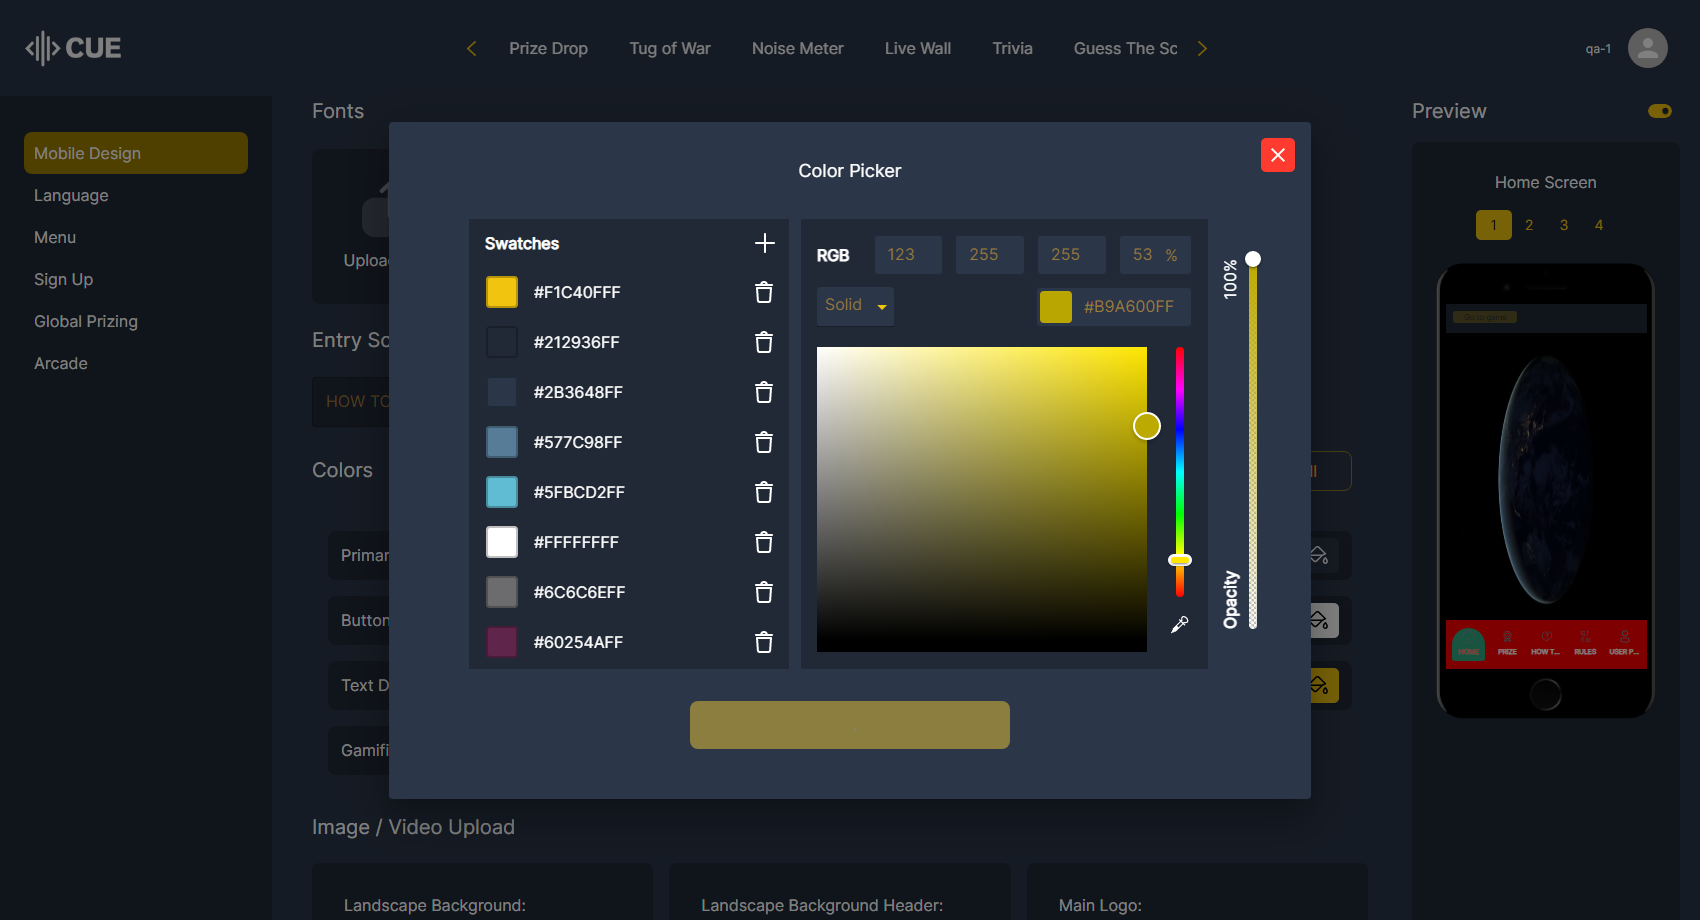 CUE
Prize Drop
Tug of War
Noise Meter
Live Wall
Trivia
Guess The Sc
qa-1
Mobile Design
Language
Menu
Sign Up
Global Prizing
Arcade
Fonts
Uploa
Entry Sc
HOW TO
Colors
Primar
Button
Text D
Gamifi
Color Picker
Swatches
#F1C40FFF
#212936FF
#2B3648FF
#577C98FF
#5FBCD2FF
#FFFFFFFF
#6C6C6EFF
#60254AFF
RGB
123
255
255
53 %
Solid
#B9A600FF
100%
Opacity
ll
Image / Video Upload
Landscape Background:
Landscape Background Header:
Main Logo:
Preview
Home Screen
1
2
3
4
Go to game
HOME
PRIZE
HOW T...
RULES
USER P...